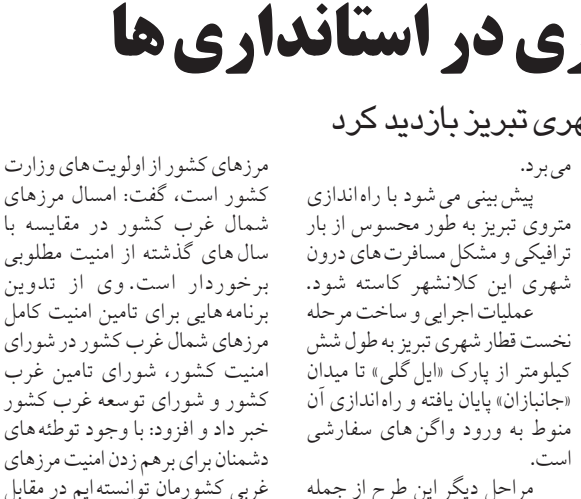 ری در استانداری ها
هری تبریز بازدید کرد
می برد.
پیش بینی می شود با راه اندازی
متروی تبریز به طور محسوس از بار
ترافیکی و مشکل مسافرت های درون
شهری این کلانشهر کاسته شود.
عملیات اجرایی و ساخت مرحله
نخست قطار شهری تبریز به طول شش
کیلومتر از پارک «ایل گلی» تا میدان
«جانبازان» پایان یافته و راه اندازی آن
منوط به ورود واگن های سفارشی
است.
مراحل دیگر این طرح از جمله
مرزهای کشور از اولویت های وزارت
کشور است، گفت: امسال مرزهای
شمال غرب کشور در مقایسه با
سال های گذشته از امنیت مطلوبی
برخوردار است. وی از تدوین
برنامه هایی برای تامین امنیت کامل
مرزهای شمال غرب کشور در شورای
امنیت کشور، شورای تامین غرب
کشور و شورای توسعه غرب کشور
خبر داد و افزود: با وجود توطئه های
دشمنان برای برهم زدن امنیت مرزهای
غربی کشورمان توانسته ایم در مقابل